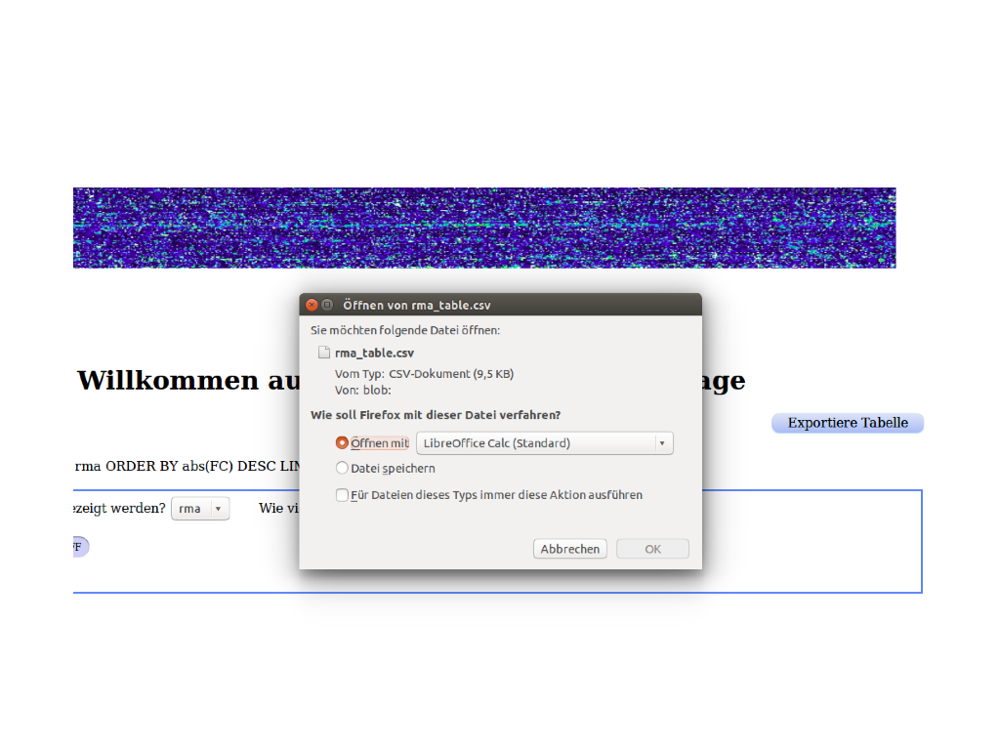 Öffnen von rma_table.csv
Sie möchten folgende Datei öffnen:
rma_table.csv
Vom Typ: CSV-Dokument (9,5 KB)
Von: blob:
Willkommen au
age
Wie soll Firefox mit dieser Datei verfahren?
Exportiere Tabelle
Öffnen mit LibreOffice Calc (Standard)
rma ORDER BY abs(FC) DESC LI
Datei speichern
Für Dateien dieses Typs immer diese Aktion ausführen
ezeigt werden? rma Wie vi
FF
Abbrechen OK